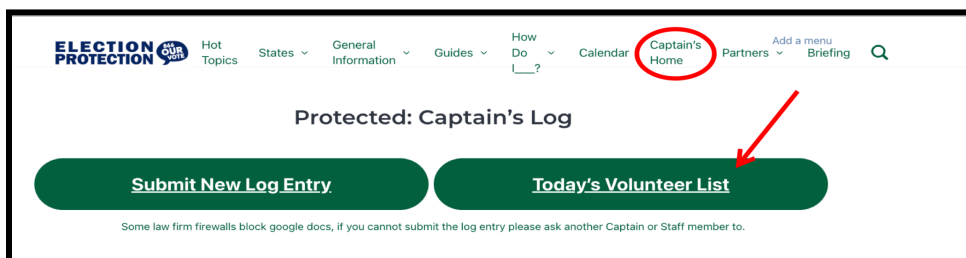 How
ELECTION 866 OUR VOTE Hot General Captain's Add a menu
States Guides Do Calendar Partners Briefing
PROTECTION Topics Information Home
I___?
Protected: Captain's Log
Submit New Log Entry Today's Volunteer List
Some law firm firewalls block google docs, if you cannot submit the log entry please ask another Captain or Staff member to.